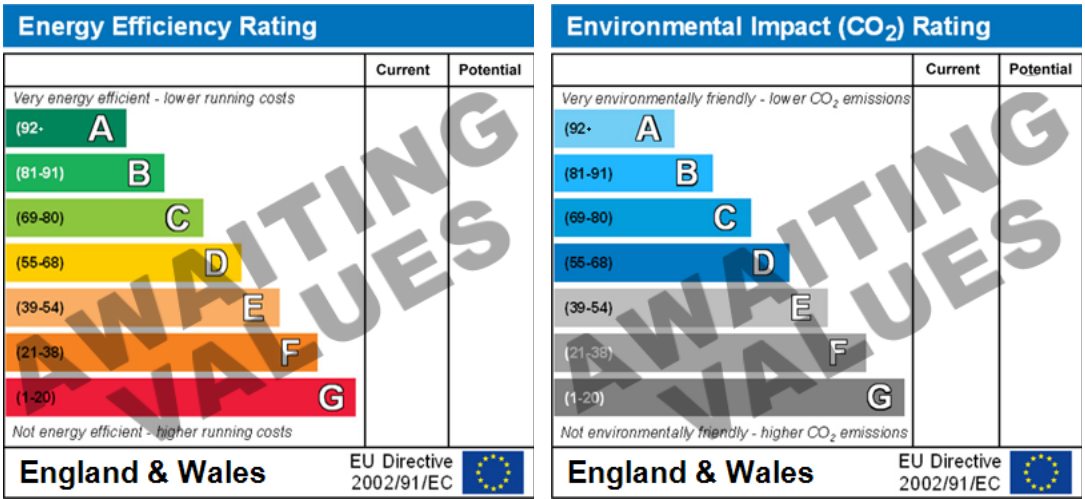 Energy Efficiency Rating
Current Potential
Very energy efficient - lower running costs
(92+ A
(81-91) B
(69-80) C
(55-68) D
(39-54) E
(21-38) F
(1-20) G
Not energy efficient - higher running costs
England & Wales
EU Directive
2002/91/EC
AWAITING
VALUES
Environmental Impact (CO₂) Rating
Current Potential
Very environmentally friendly - lower CO₂ emissions
(92+ A
(81-91) B
(69-80) C
(55-68) D
(39-54) E
(21-38) F
(1-20) G
Not environmentally friendly - higher CO₂ emissions
England & Wales
EU Directive
2002/91/EC
AWAITING
VALUES